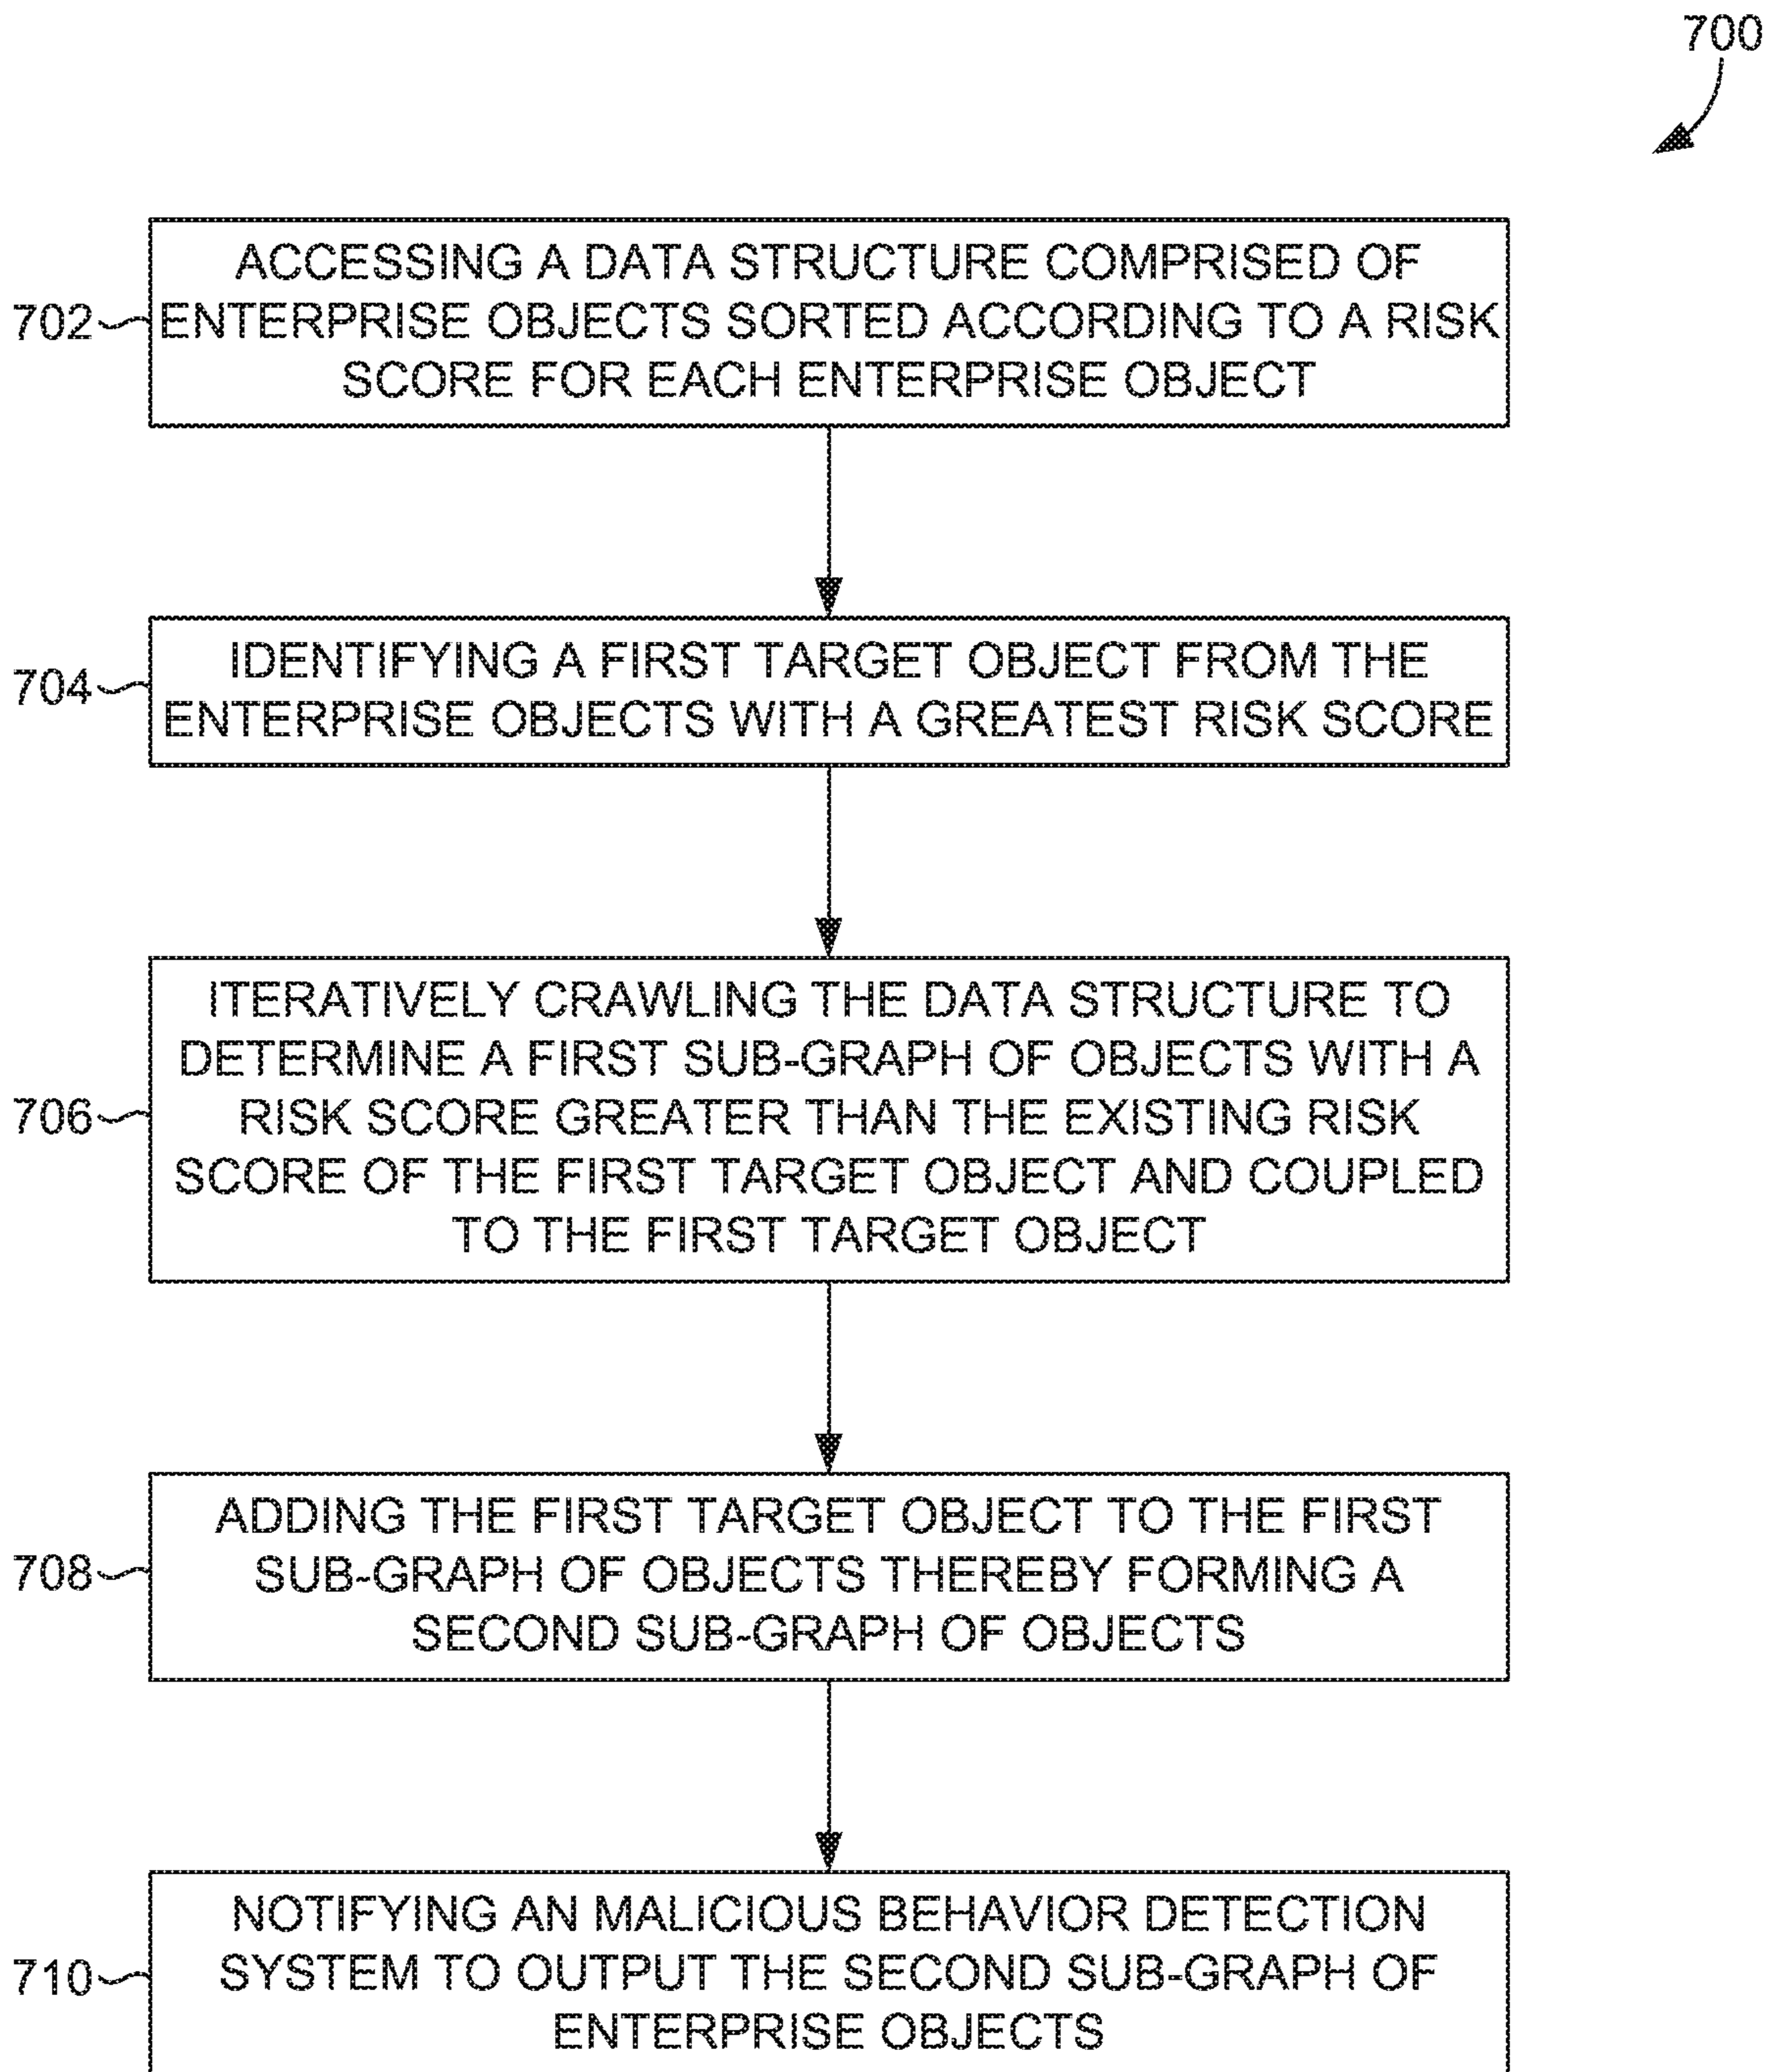 700
702
ACCESSING A DATA STRUCTURE COMPRISED OF
ENTERPRISE OBJECTS SORTED ACCORDING TO A RISK
SCORE FOR EACH ENTERPRISE OBJECT
704
IDENTIFYING A FIRST TARGET OBJECT FROM THE
ENTERPRISE OBJECTS WITH A GREATEST RISK SCORE
706
ITERATIVELY CRAWLING THE DATA STRUCTURE TO
DETERMINE A FIRST SUB-GRAPH OF OBJECTS WITH A
RISK SCORE GREATER THAN THE EXISTING RISK
SCORE OF THE FIRST TARGET OBJECT AND COUPLED
TO THE FIRST TARGET OBJECT
708
ADDING THE FIRST TARGET OBJECT TO THE FIRST
SUB-GRAPH OF OBJECTS THEREBY FORMING A
SECOND SUB-GRAPH OF OBJECTS
710
NOTIFYING AN MALICIOUS BEHAVIOR DETECTION
SYSTEM TO OUTPUT THE SECOND SUB-GRAPH OF
ENTERPRISE OBJECTS